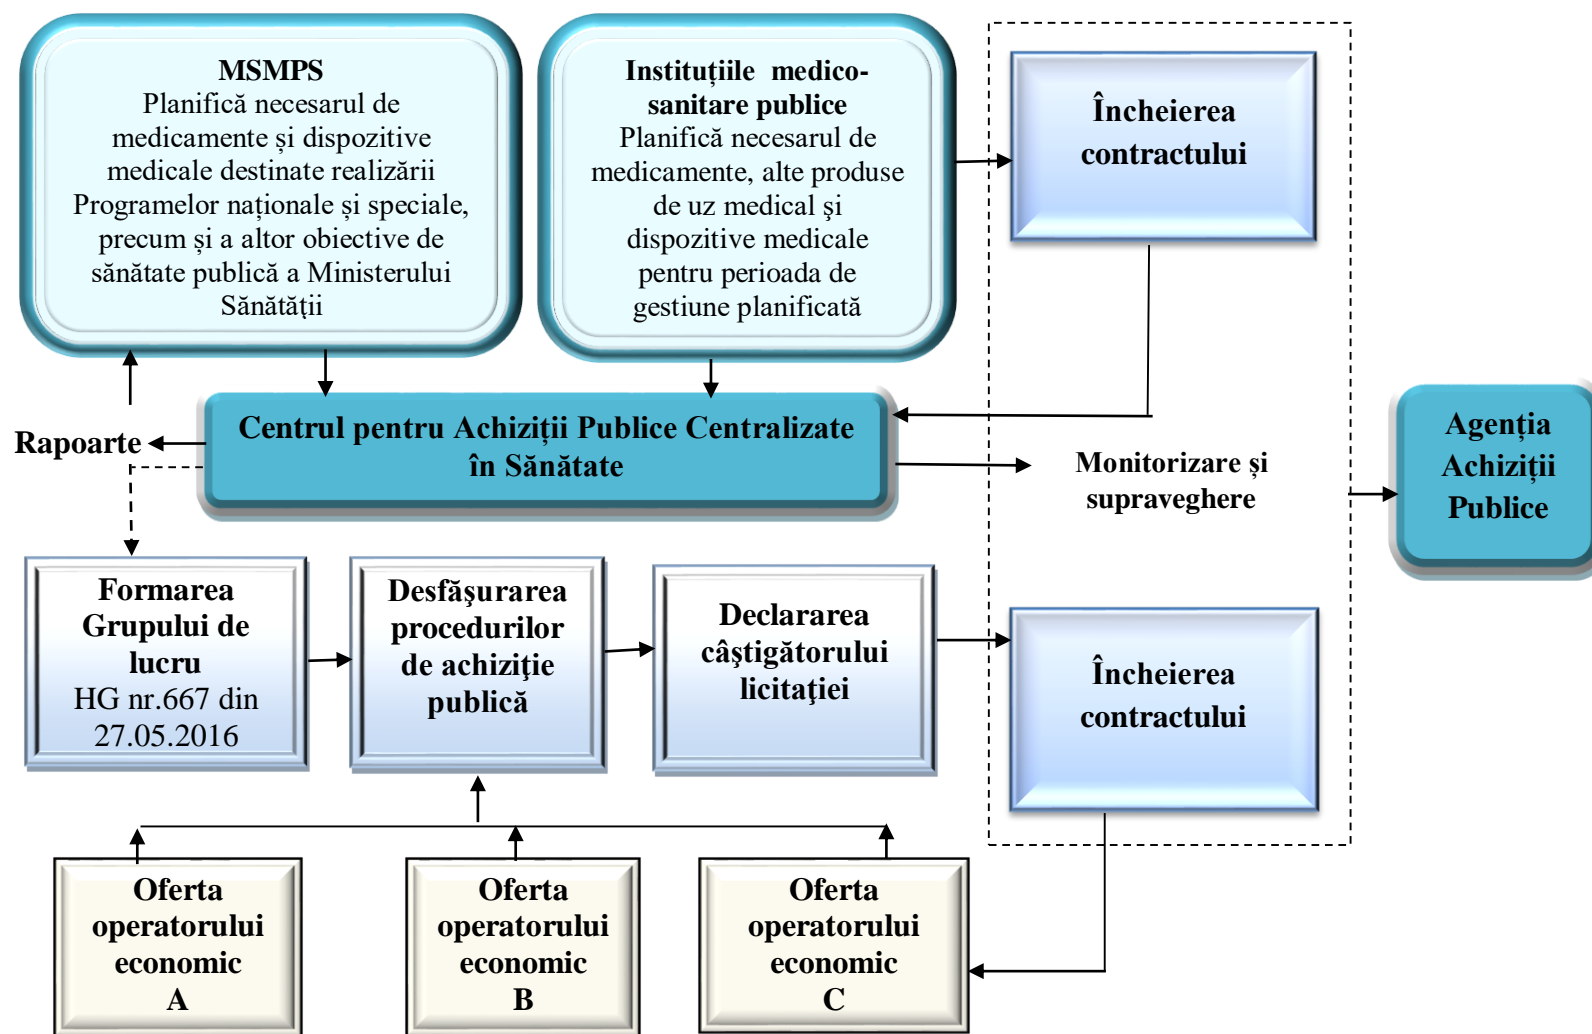 MSMPS
Planifică necesarul de
medicamente și dispozitive
medicale destinate realizării
Programelor naționale și speciale,
precum și a altor obiective de
sănătate publică a Ministerului
Sănătății
Instituțiile medico-
sanitare publice
Planifică necesarul de
medicamente, alte produse
de uz medical şi
dispozitive medicale
pentru perioada de
gestiune planificată
Încheierea
contractului
Rapoarte
Centrul pentru Achiziții Publice Centralizate
în Sănătate
Monitorizare și
supraveghere
Agenția
Achiziții
Publice
Formarea
Grupului de
lucru
HG nr.667 din
27.05.2016
Desfăşurarea
procedurilor
de achiziţie
publică
Declararea
câştigătorului
licitaţiei
Încheierea
contractului
Oferta
operatorului
economic
A
Oferta
operatorului
economic
B
Oferta
operatorului
economic
C